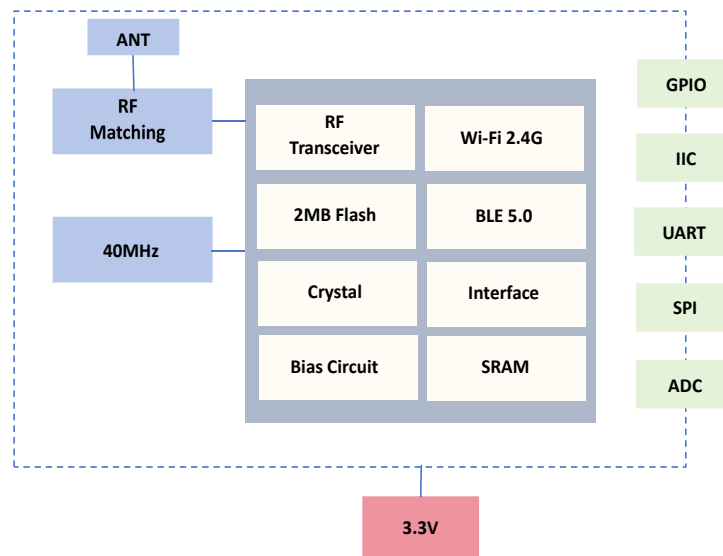 ANT
RF
Matching
40MHz
RF
Transceiver
Wi-Fi 2.4G
2MB Flash
BLE 5.0
Crystal
Interface
Bias Circuit
SRAM
GPIO
IIC
UART
SPI
ADC
3.3V